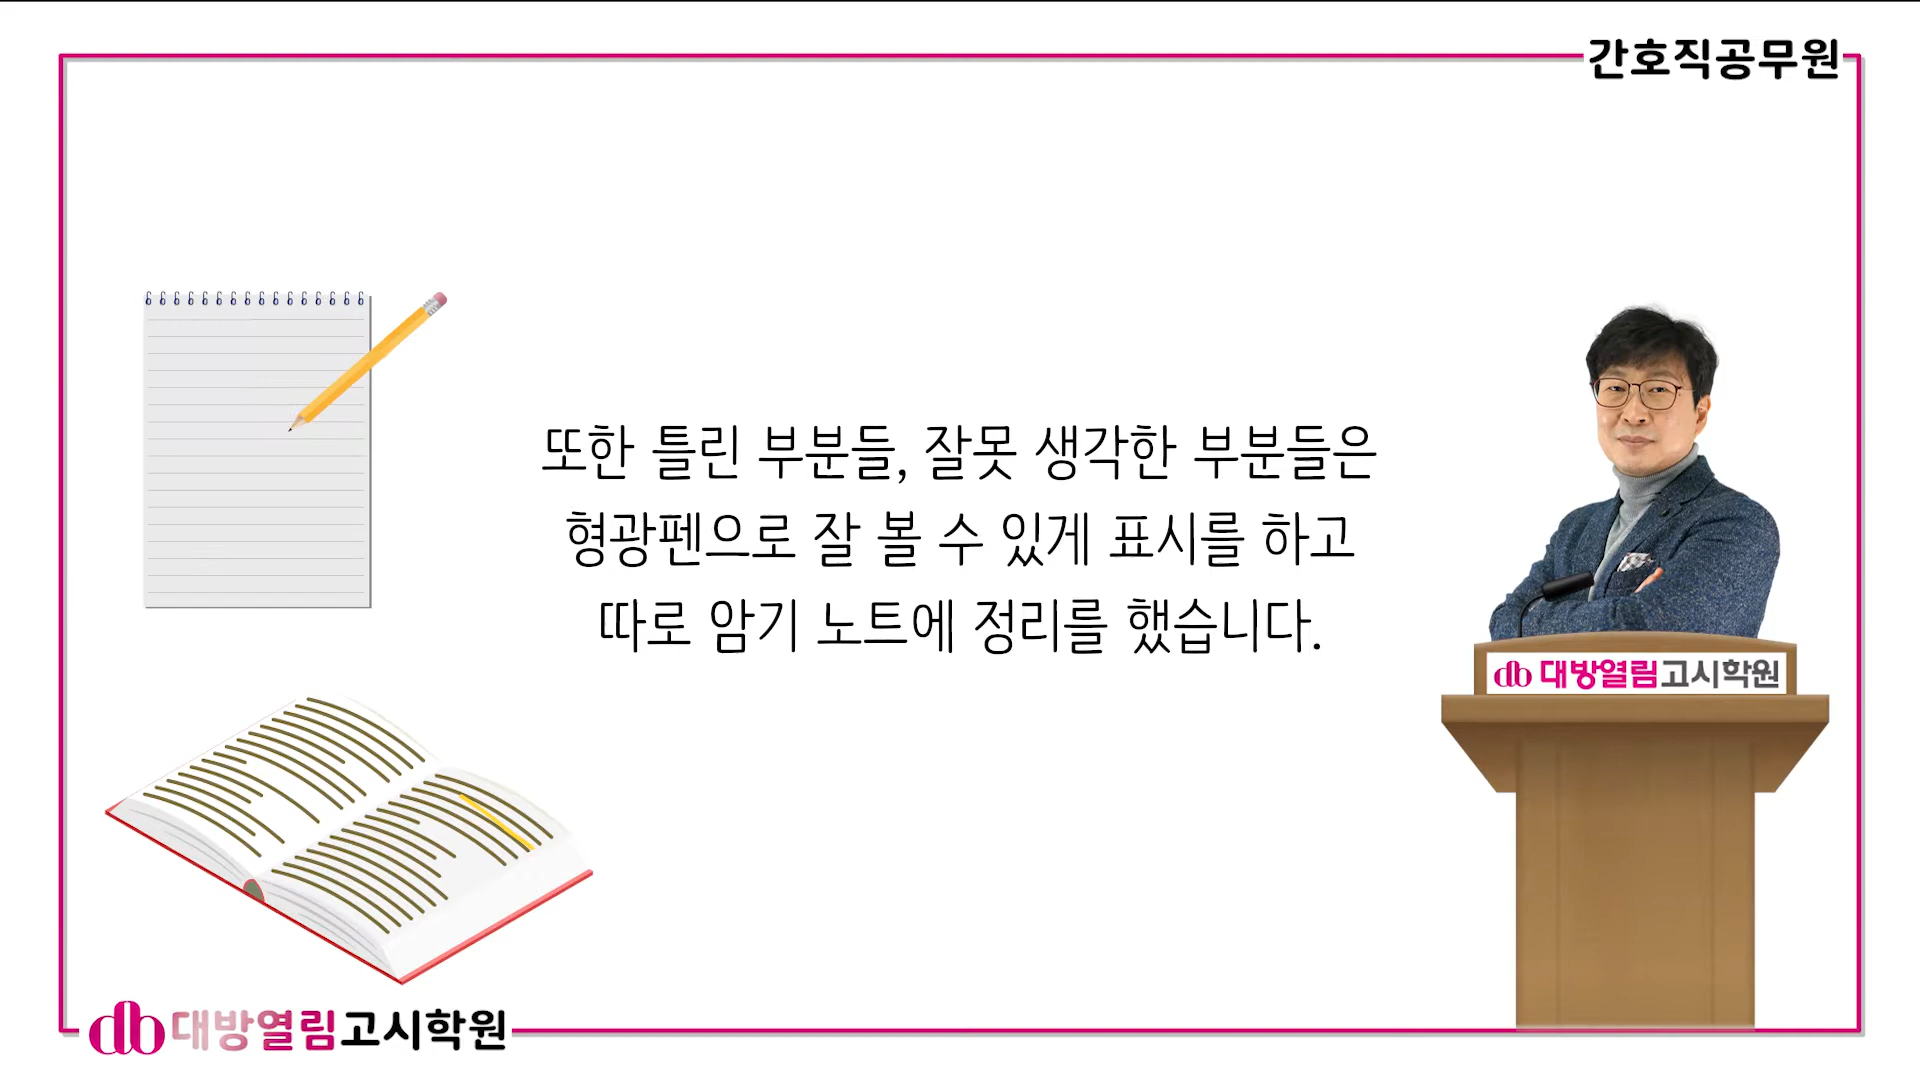 간호직공무원
또한 틀린 부분들, 잘못 생각한 부분들은
형광펜으로 잘 볼 수 있게 표시를 하고
따로 암기 노트에 정리를 했습니다.
db 대방열림고시학원
db 대방열림고시학원